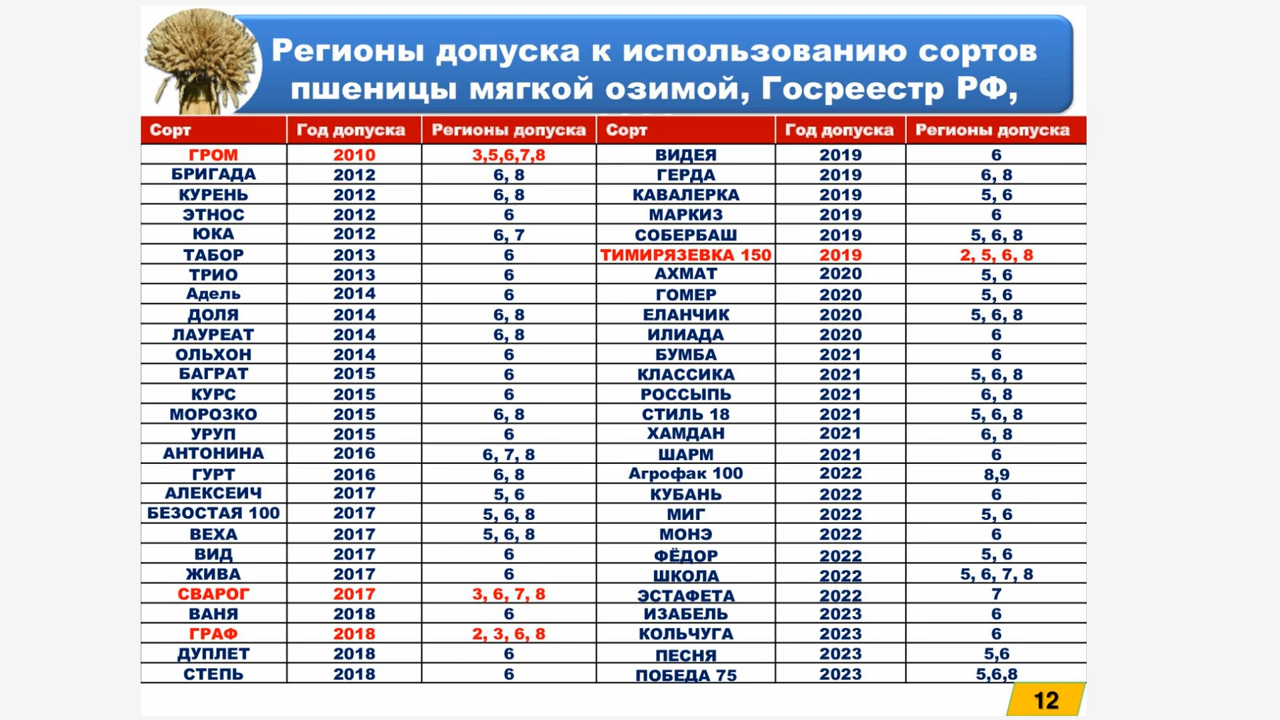 Регионы допуска к использованию сортов
пшеницы мягкой озимой, Госреестр РФ,
Сорт Год допуска Регионы допуска Сорт Год допуска Регионы допуска
ГРОМ 2010 3,5,6,7,8 ВИДЕЯ 2019 6
БРИГАДА 2012 6, 8 ГЕРДА 2019 6, 8
КУРЕНЬ 2012 6, 8 КАВАЛЕРКА 2019 5, 6
ЭТНОС 2012 6 МАРКИЗ 2019 6
ЮКА 2012 6, 7 СОБЕРБАШ 2019 5, 6, 8
ТАБОР 2013 6 ТИМИРЯЗЕВКА 150 2019 2, 5, 6, 8
ТРИО 2013 6 АХМАТ 2020 5, 6
Адель 2014 6 ГОМЕР 2020 5, 6
ДОЛЯ 2014 6, 8 ЕЛАНЧИК 2020 5, 6, 8
ЛАУРЕАТ 2014 6, 8 ИЛИАДА 2020 6
ОЛЬХОН 2014 6 БУМБА 2021 6
БАГРАТ 2015 6 КЛАССИКА 2021 5, 6, 8
КУРС 2015 6 РОССЫПЬ 2021 6, 8
МОРОЗКО 2015 6, 8 СТИЛЬ 18 2021 5, 6, 8
УРУП 2015 6 ХАМДАН 2021 6, 8
АНТОНИНА 2016 6, 7, 8 ШАРМ 2021 6
ГУРТ 2016 6, 8 Агрофак 100 2022 8,9
АЛЕКСЕИЧ 2017 5, 6 КУБАНЬ 2022 6
БЕЗОСТАЯ 100 2017 5, 6, 8 МИГ 2022 5, 6
ВЕХА 2017 5, 6, 8 МОНЭ 2022 6
ВИД 2017 6 ФЁДОР 2022 5, 6
ЖИВА 2017 6 ШКОЛА 2022 5, 6, 7, 8
СВАРОГ 2017 3, 6, 7, 8 ЭСТАФЕТА 2022 7
ВАНЯ 2018 6 ИЗАБЕЛЬ 2023 6
ГРАФ 2018 2, 3, 6, 8 КОЛЬЧУГА 2023 6
ДУПЛЕТ 2018 6 ПЕСНЯ 2023 5,6
СТЕПЬ 2018 6 ПОБЕДА 75 2023 5,6,8
12